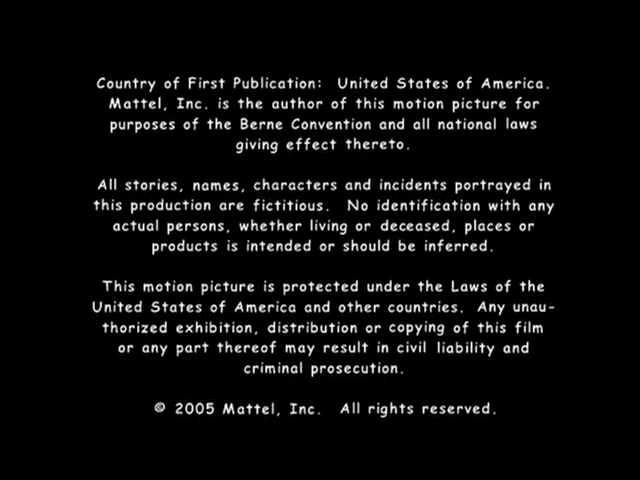 Country of First Publication:  United States of America.
Mattel, Inc. is the author of this motion picture for
purposes of the Berne Convention and all national laws
giving effect thereto.
All stories, names, characters and incidents portrayed in
this production are fictitious.  No identification with any
actual persons, whether living or deceased, places or
products is intended or should be inferred.
This motion picture is protected under the Laws of the
United States of America and other countries.  Any unau-
thorized exhibition, distribution or copying of this film
or any part thereof may result in civil liability and
criminal prosecution.
© 2005 Mattel, Inc.  All rights reserved.